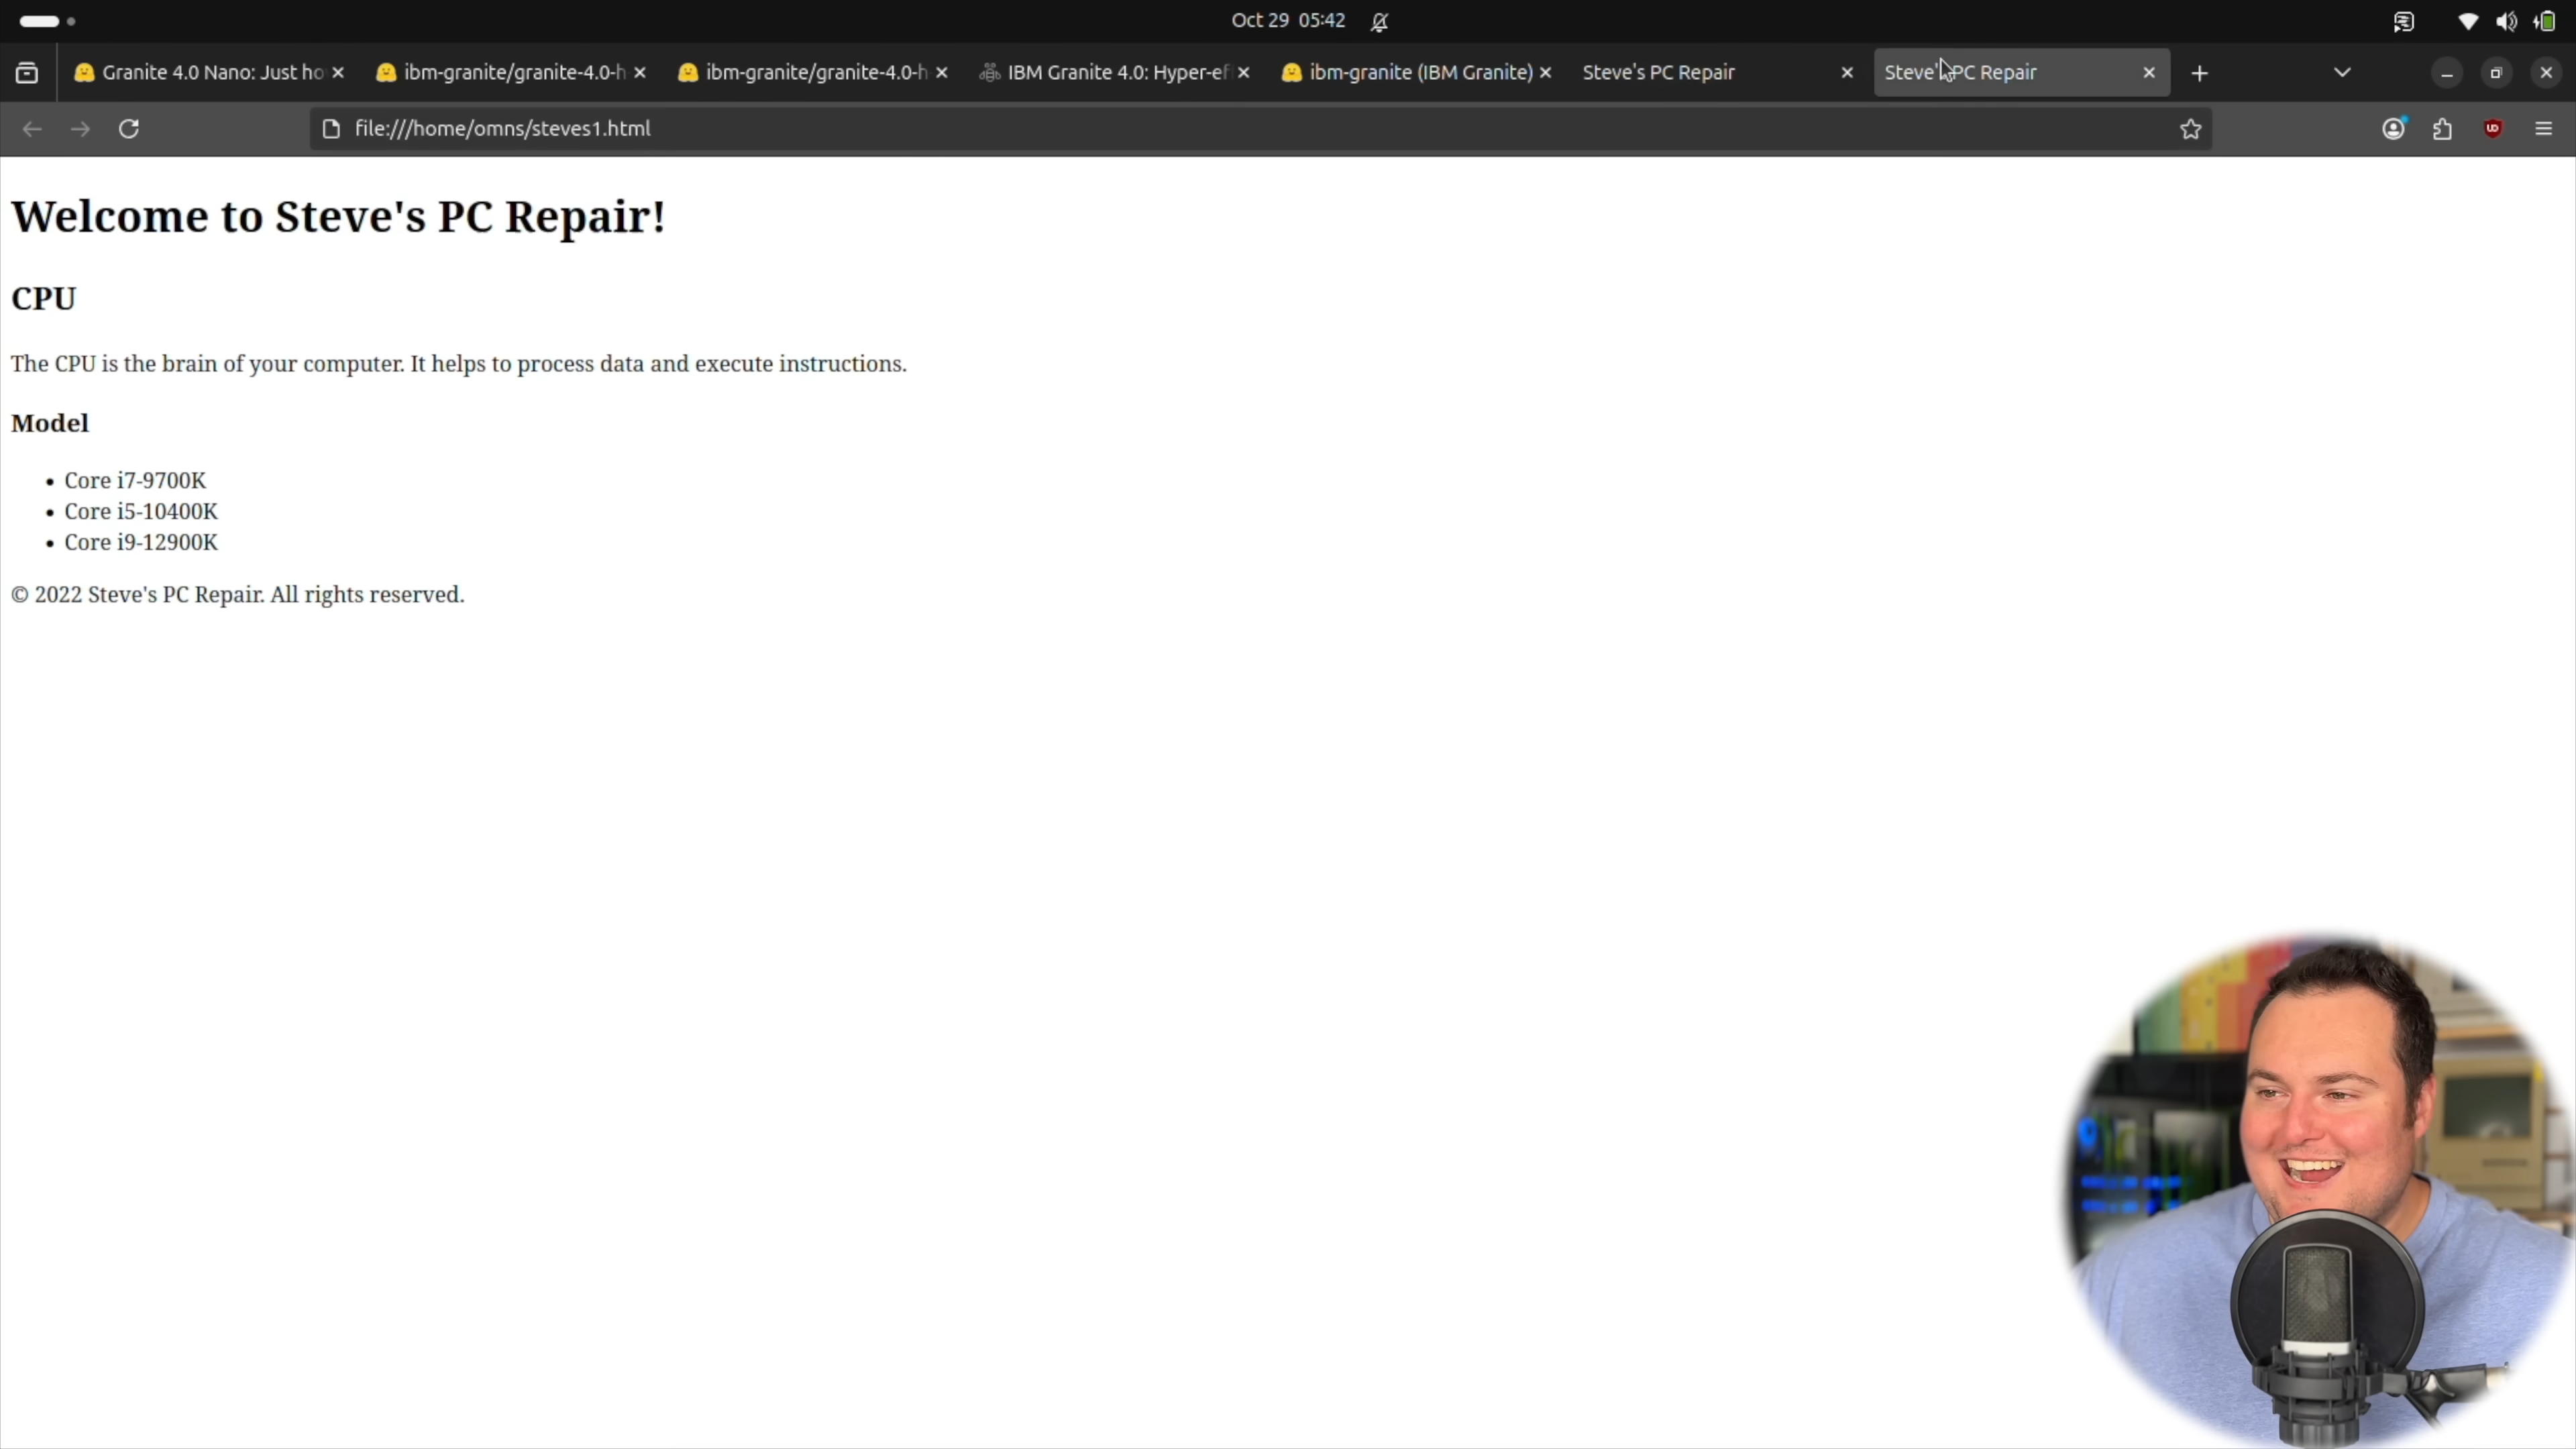 Oct 29 05:42
Granite 4.0 Nano: Just ho
ibm-granite/granite-4.0-h
ibm-granite/granite-4.0-h
IBM Granite 4.0: Hyper-ef
ibm-granite (IBM Granite)
Steve's PC Repair
Steve's PC Repair
file:///home/omns/steves1.html
Welcome to Steve's PC Repair!
CPU
The CPU is the brain of your computer. It helps to process data and execute instructions.
Model
• Core i7-9700K
• Core i5-10400K
• Core i9-12900K
© 2022 Steve's PC Repair. All rights reserved.